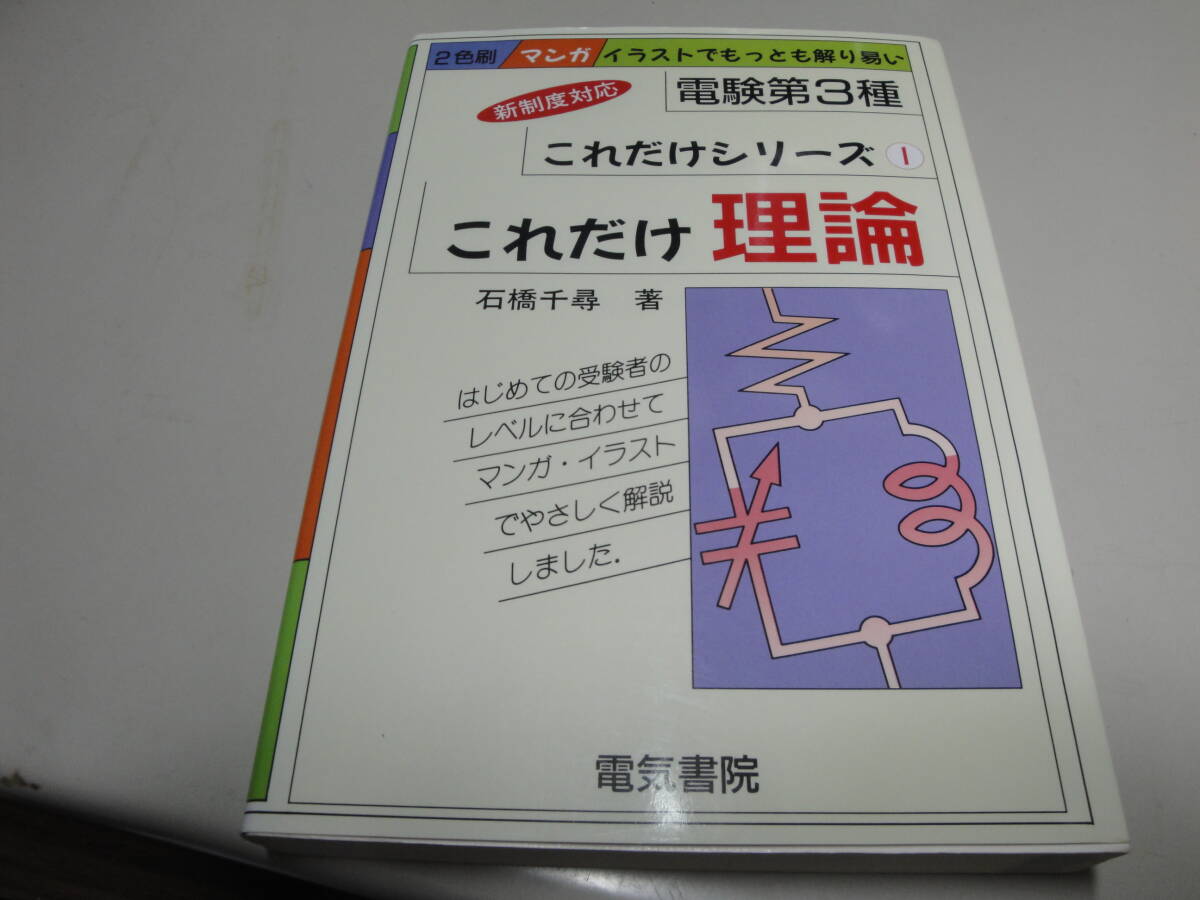 2色刷 マンガ イラストでもっとも解り易い
新制度対応
電験第3種
これだけシリーズ 1
これだけ 理論
石橋千尋 著
はじめての受験者の
レベルに合わせて
マンガ・イラスト
でやさしく解説
しました.
電気書院